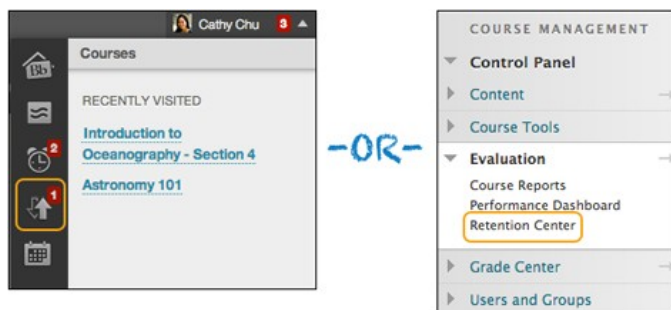 Cathy Chu 3
Courses
Bb
RECENTLY VISITED
Introduction to
Oceanography - Section 4
Astronomy 101
2
1
-OR-
COURSE MANAGEMENT
Control Panel
Content
Course Tools
Evaluation
Course Reports
Performance Dashboard
Retention Center
Grade Center
Users and Groups